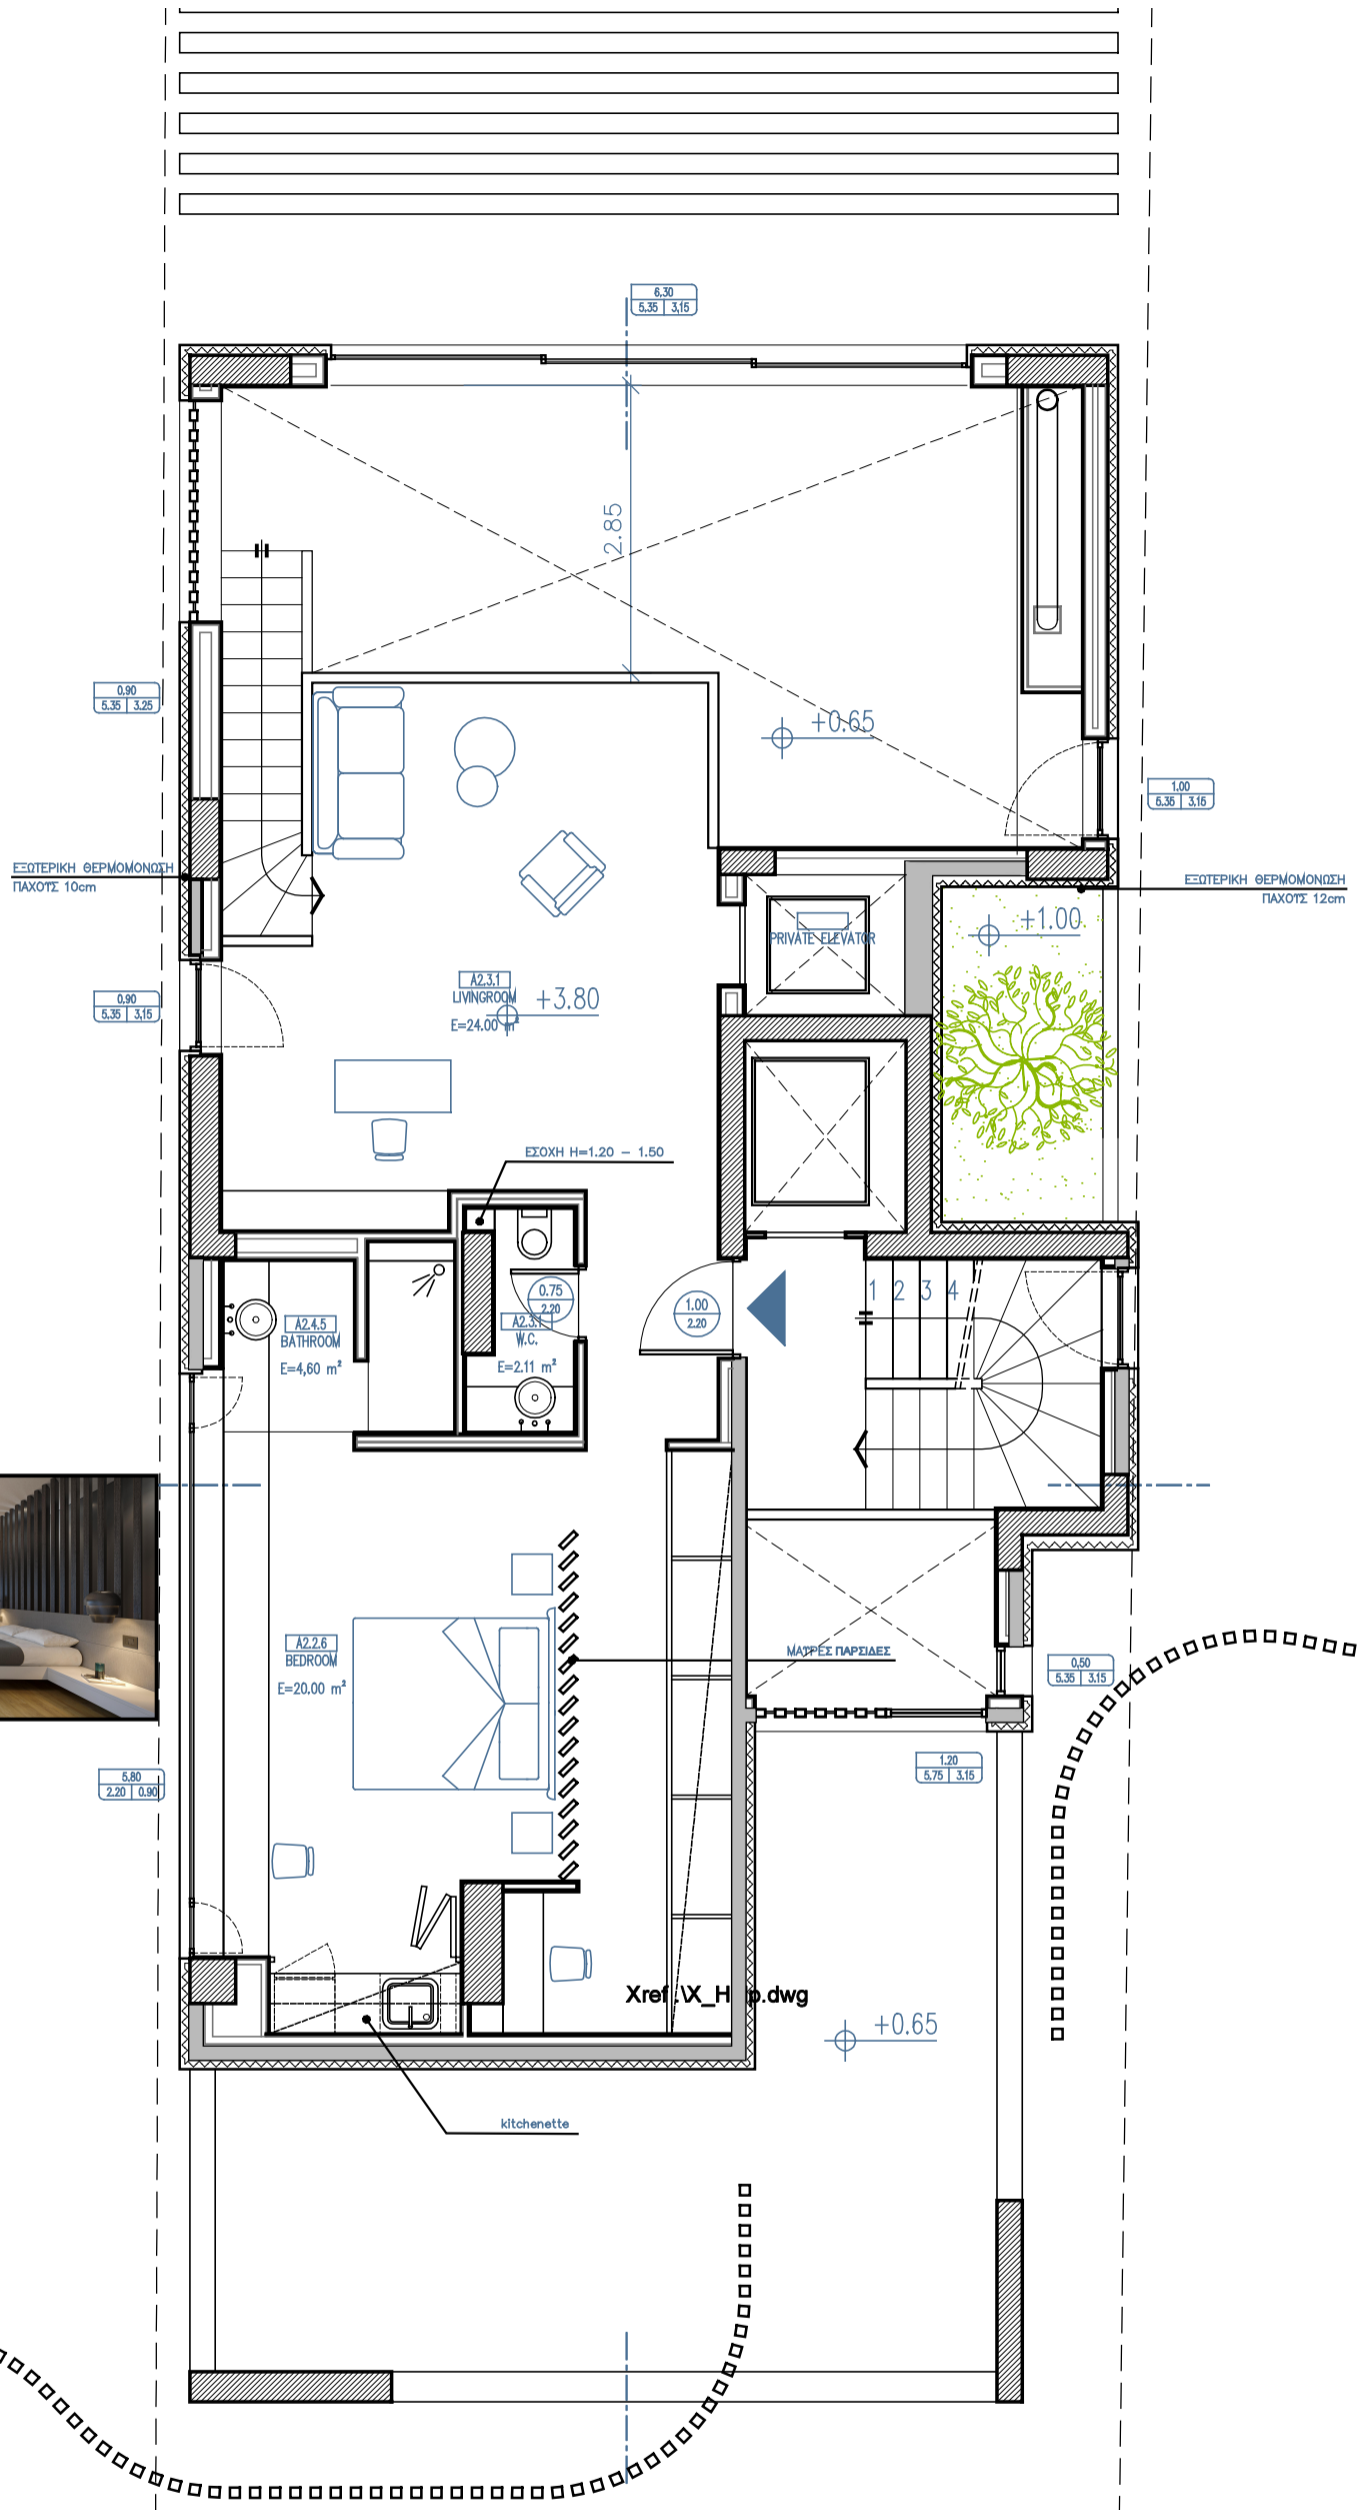 6,30
5,35 3,15
2.85
+0.65
0,90
5.35 3.25
1,00
5.35 3,15
ΕΞΩΤΕΡΙΚΗ ΘΕΡΜΟΜΟΝΩΣΗ
ΠΑΧΟΥΣ 10cm
ΕΞΩΤΕΡΙΚΗ ΘΕΡΜΟΜΟΝΩΣΗ
ΠΑΧΟΥΣ 12cm
+1.00
PRIVATE ELEVATOR
A2.3.1
LIVINGROOM
E=24.00 m²
+3.80
0,90
5.35 3,15
ΕΣΟΧΗ H=1.20 - 1.50
0.75
2.20
1.00
2.20
1 2 3 4
A2.4.5
BATHROOM
E=4,60 m²
A2.3.1
W.C.
E=2.11 m²
A2.2.6
BEDROOM
E=20.00 m²
ΜΑΥΡΕΣ ΠΑΡΣΙΔΕΣ
0,50
5.35 3.15
1.20
5,75 3.15
5,80
2.20 0.90
Xref .\X_H p.dwg
+0.65
kitchenette